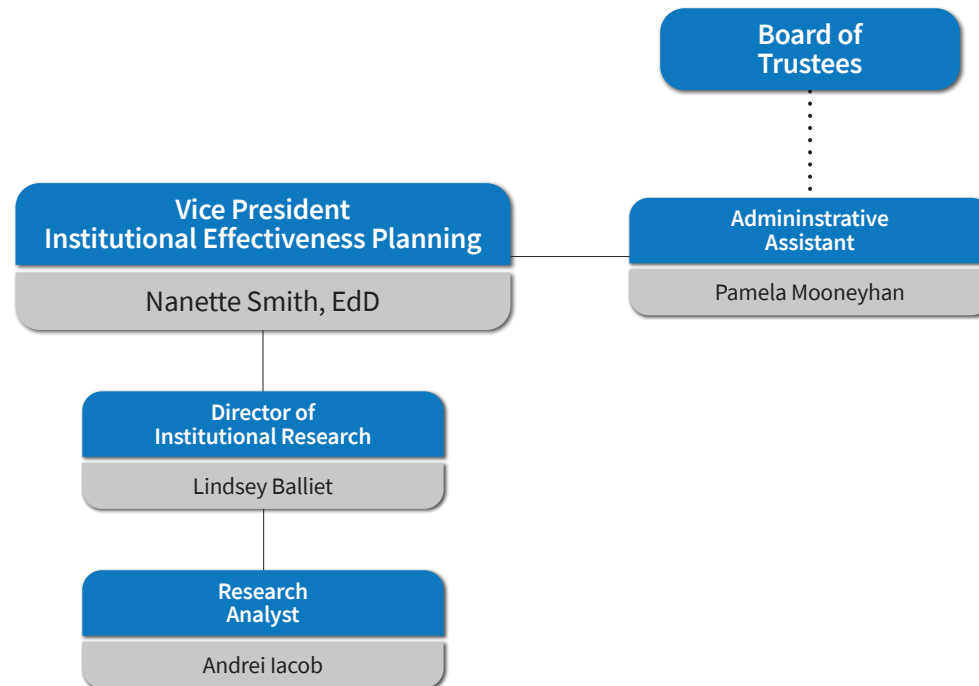 Board of
Trustees
Vice President
Institutional Effectiveness Planning
Nanette Smith, EdD
Admininstrative
Assistant
Pamela Mooneyhan
Director of
Institutional Research
Lindsey Balliet
Research
Analyst
Andrei Iacob